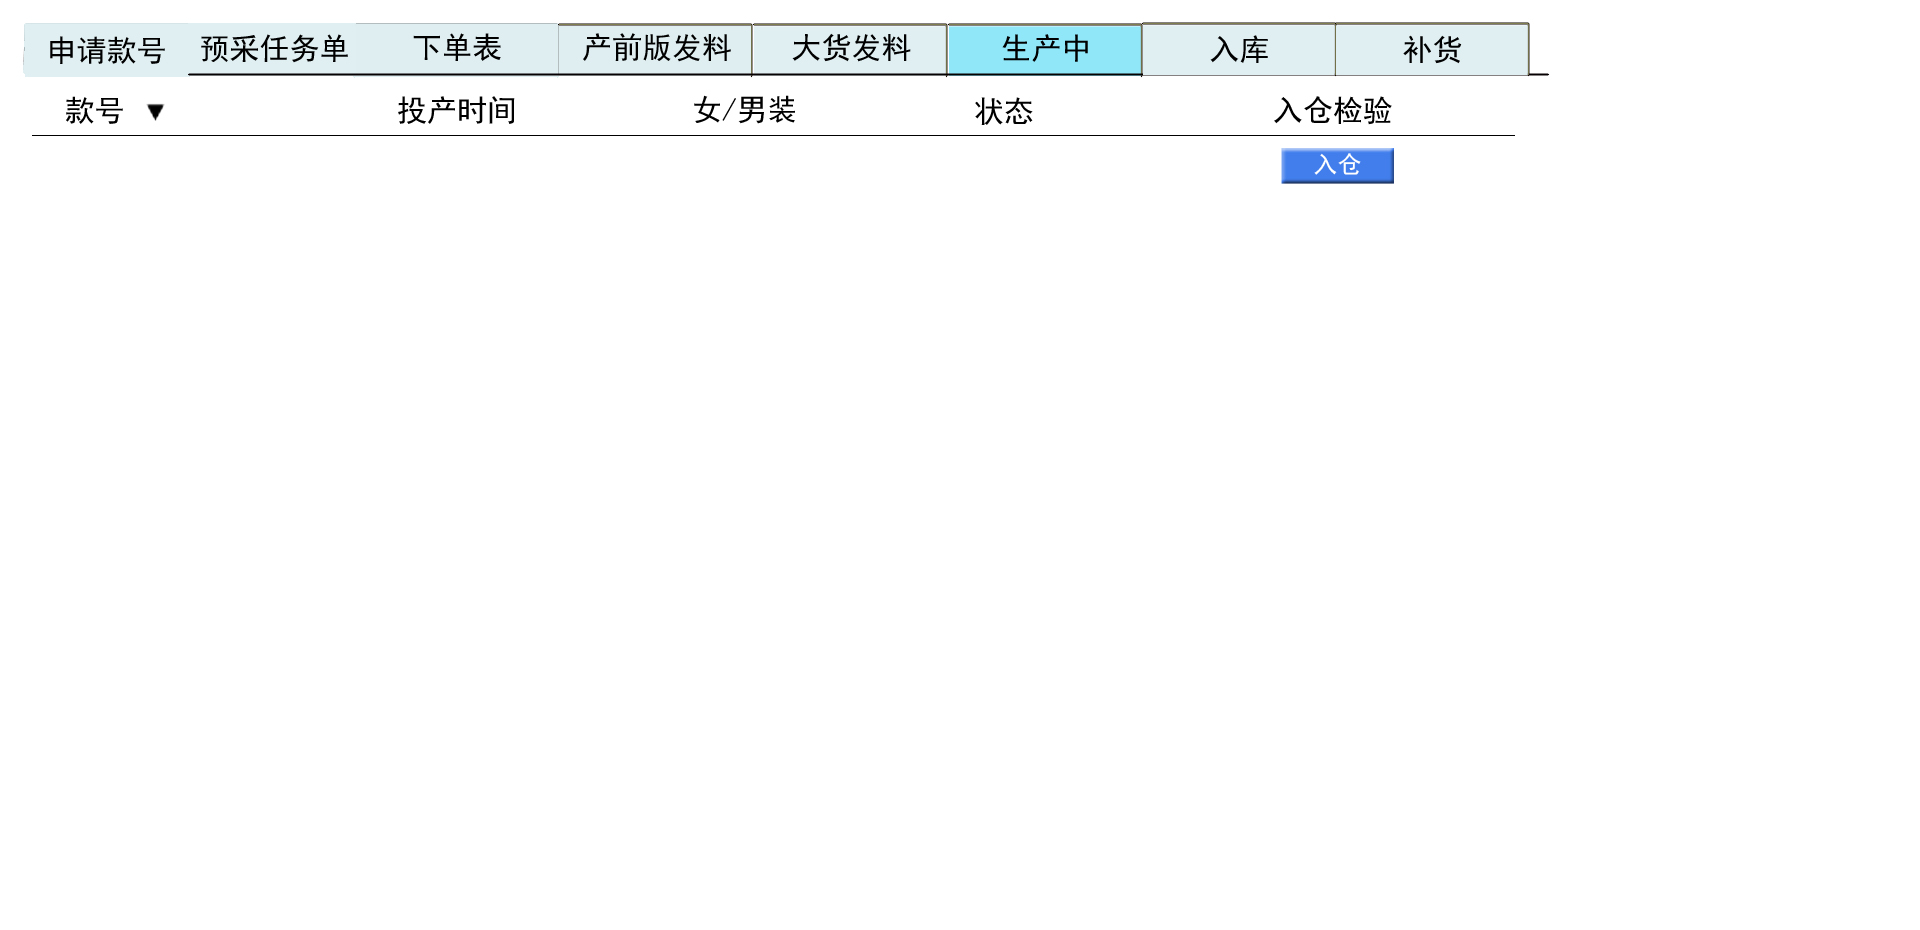 申请款号 预采任务单 下单表 产前版发料 大货发料 生产中 入库 补货
款号 ▼ 投产时间 女/男装 状态 入仓检验
入仓